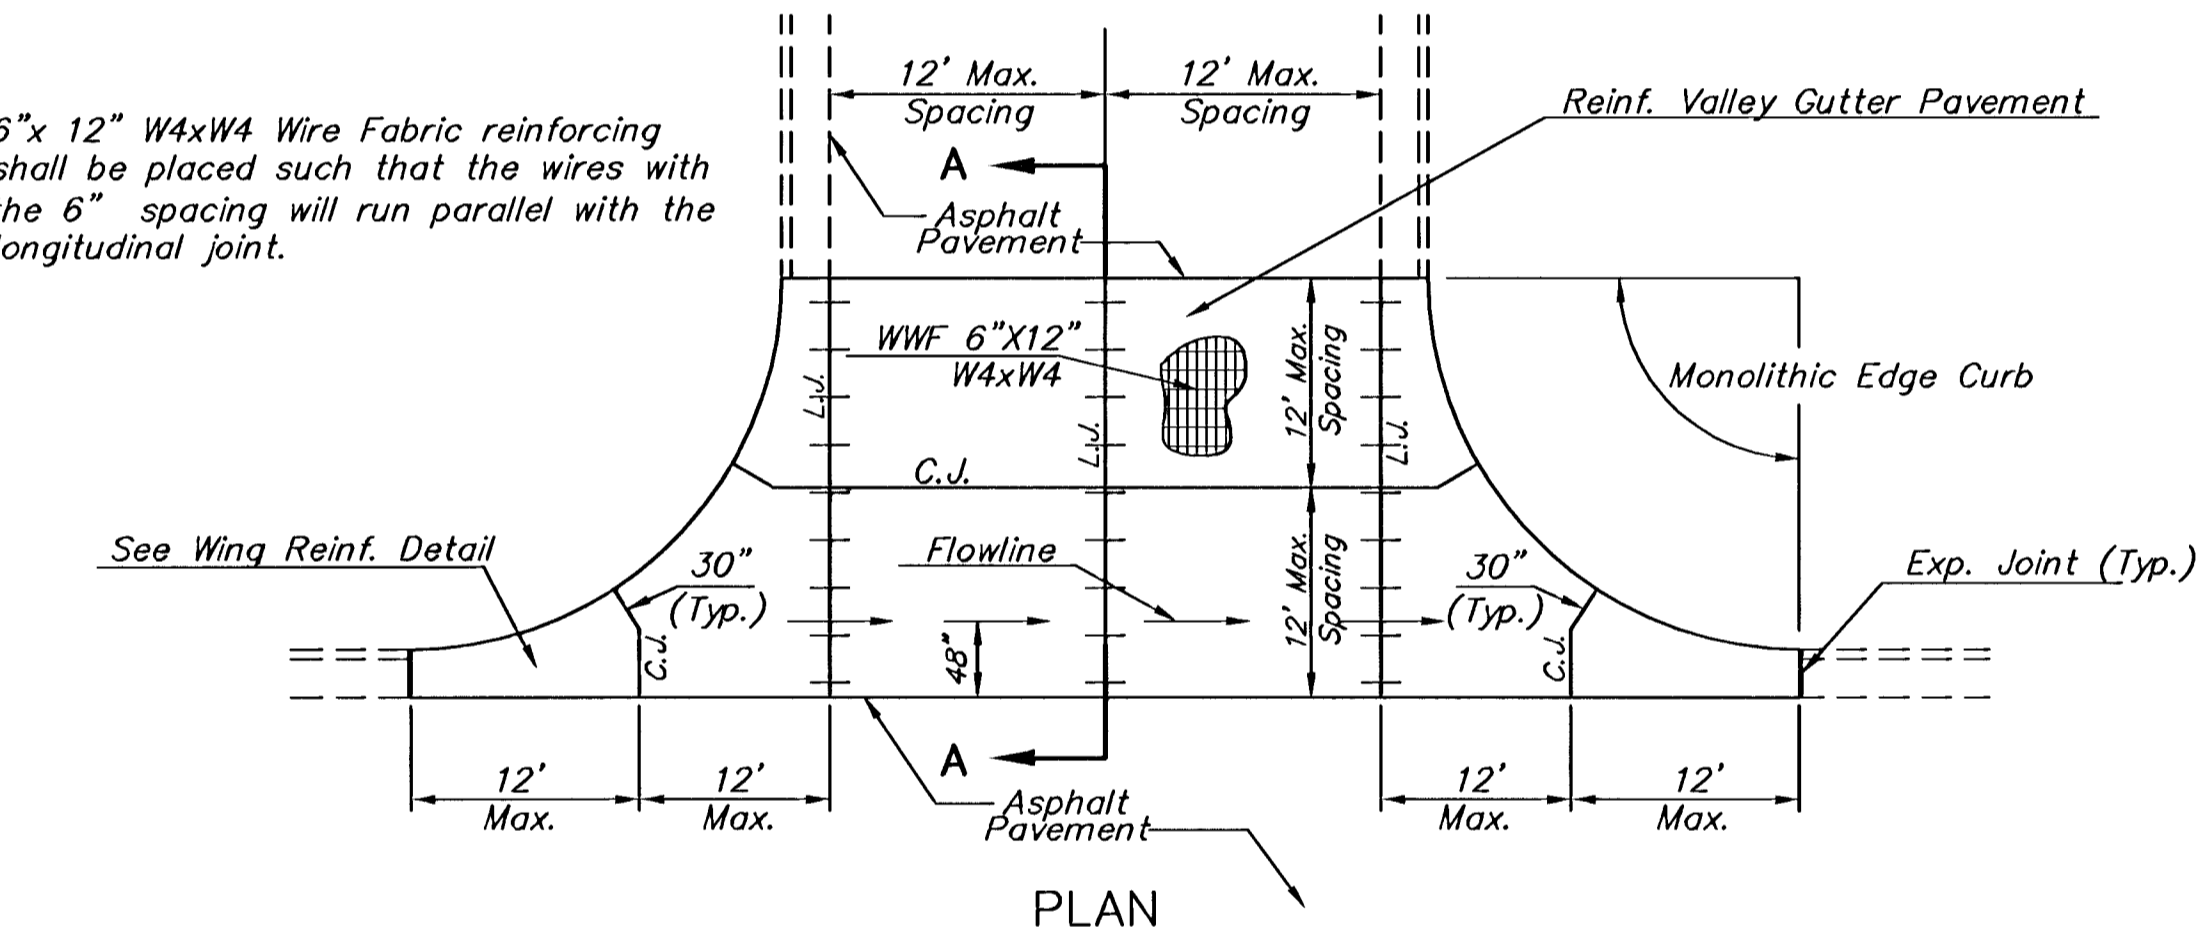 6"x 12" W4xW4 Wire Fabric reinforcing
shall be placed such that the wires with
the 6" spacing will run parallel with the
longitudinal joint.
12' Max.
Spacing
12' Max.
Spacing
Reinf. Valley Gutter Pavement
A
Asphalt
Pavement
WWF 6"X12"
W4xW4
12' Max.
Spacing
Monolithic Edge Curb
L.J.
L.J.
L.J.
C.J.
See Wing Reinf. Detail
30"
(Typ.)
Flowline
12' Max.
Spacing
30"
(Typ.)
Exp. Joint (Typ.)
C.J.
48"
C.J.
A
12'
Max.
12'
Max.
Asphalt
Pavement
12'
Max.
12'
Max.
PLAN